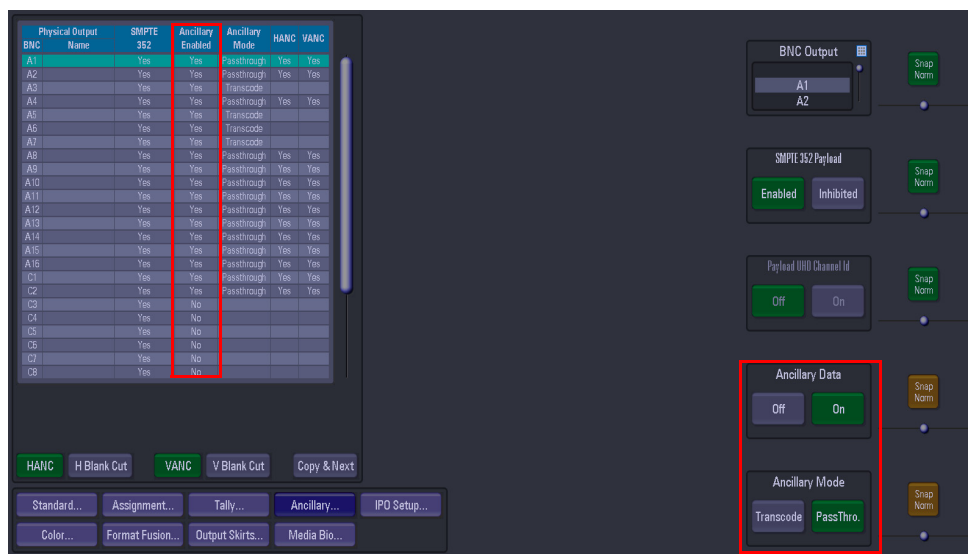 Physical Output SMPTE Ancillary Ancillary HANC VANC
BNC Name 352 Enabled Mode
A1 Yes Yes Passthrough Yes Yes
A2 Yes Yes Passthrough Yes Yes
A3 Yes Yes Transcode
A4 Yes Yes Passthrough Yes Yes
A5 Yes Yes Transcode
A6 Yes Yes Transcode
A7 Yes Yes Transcode
A8 Yes Yes Passthrough Yes Yes
A9 Yes Yes Passthrough Yes Yes
A10 Yes Yes Passthrough Yes Yes
A11 Yes Yes Passthrough Yes Yes
A12 Yes Yes Passthrough Yes Yes
A13 Yes Yes Passthrough Yes Yes
A14 Yes Yes Passthrough Yes Yes
A15 Yes Yes Passthrough Yes Yes
A16 Yes Yes Passthrough Yes Yes
C1 Yes Yes Passthrough Yes Yes
C2 Yes Yes Passthrough Yes Yes
C3 Yes No
C4 Yes No
C5 Yes No
C6 Yes No
C7 Yes No
C8 Yes No
HANC H Blank Cut VANC V Blank Cut Copy & Next
Standard... Assignment... Tally... Ancillary... IPO Setup...
Color... Format Fusion... Output Skirts... Media Bio...
BNC Output
A1
A2
Snap
Norm
SMPTE 352 Payload
Enabled Inhibited
Snap
Norm
Payload UHD Channel Id
Off On
Snap
Norm
Ancillary Data
Off On
Snap
Norm
Ancillary Mode
Transcode PassThro.
Snap
Norm